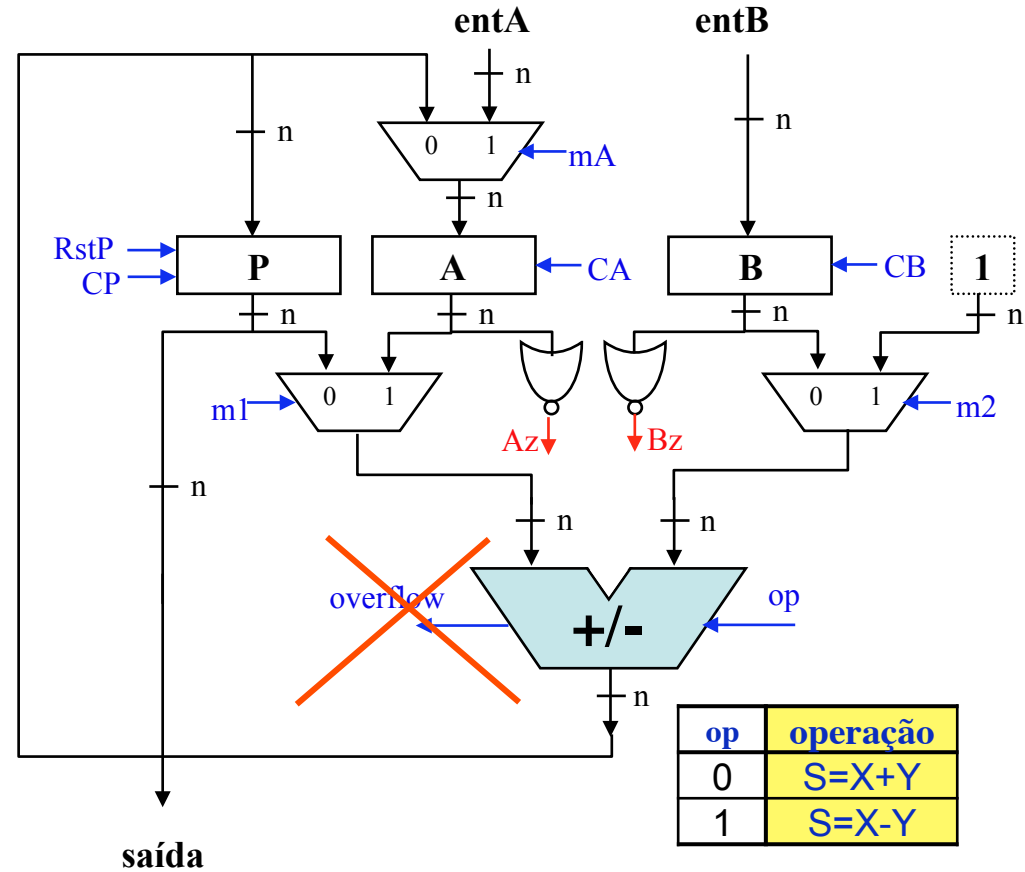 entA
entB
n
n
n
0 1
mA
n
RstP
CP
P
A
CA
B
CB
1
n
n
n
n
0 1
m1
Az
Bz
0 1
m2
n
n
n
overflow
+/-
op
n
op operação
0 S=X+Y
1 S=X-Y
saída